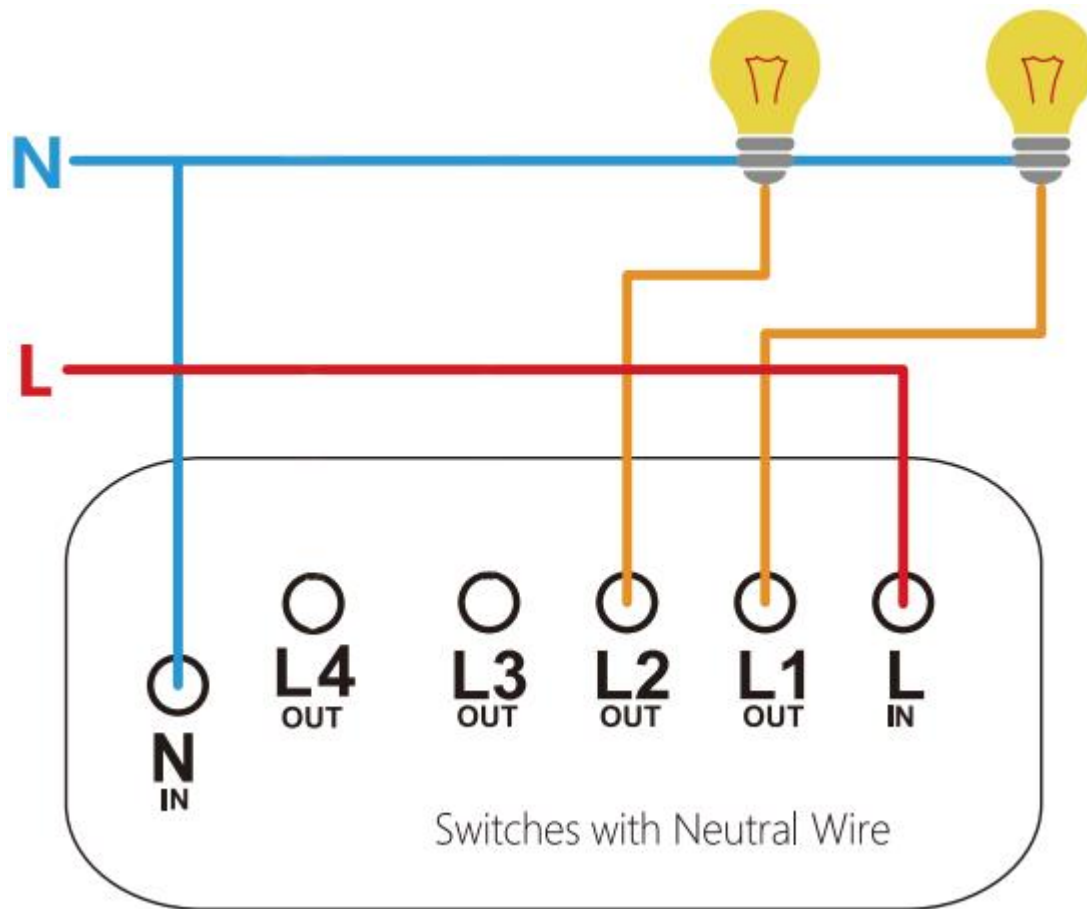 N
L
L4 L3 L2 L1 L
OUT OUT OUT OUT IN
N
IN
Switches with Neutral Wire